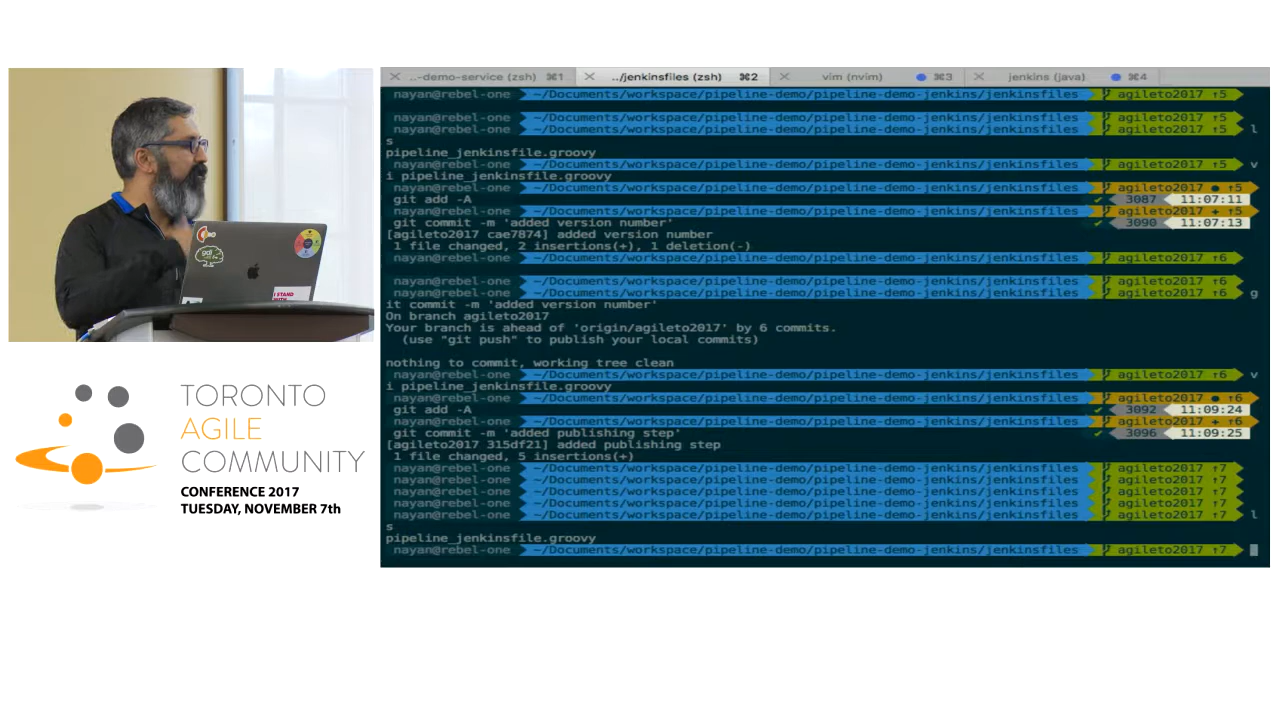 ..-demo-service (zsh) ⌘1 ../jenkinsfiles (zsh) ⌘2 vim (nvim) ⌘3 jenkins (java) ⌘4
nayan@rebel-one ~/Documents/workspace/pipeline-demo/pipeline-demo-jenkins/jenkinsfiles agileto2017 ↑5
nayan@rebel-one ~/Documents/workspace/pipeline-demo/pipeline-demo-jenkins/jenkinsfiles agileto2017 ↑5
nayan@rebel-one ~/Documents/workspace/pipeline-demo/pipeline-demo-jenkins/jenkinsfiles agileto2017 ↑5 l
s
pipeline_jenkinsfile.groovy
nayan@rebel-one ~/Documents/workspace/pipeline-demo/pipeline-demo-jenkins/jenkinsfiles agileto2017 ↑5 v
i pipeline_jenkinsfile.groovy
nayan@rebel-one ~/Documents/workspace/pipeline-demo/pipeline-demo-jenkins/jenkinsfiles agileto2017 ● ↑5
git add -A ✔ 3087 11:07:11
nayan@rebel-one ~/Documents/workspace/pipeline-demo/pipeline-demo-jenkins/jenkinsfiles agileto2017 ✚ ↑5
git commit -m 'added version number' ✔ 3090 11:07:13
[agileto2017 cae7874] added version number
1 file changed, 2 insertions(+), 1 deletion(-)
nayan@rebel-one ~/Documents/workspace/pipeline-demo/pipeline-demo-jenkins/jenkinsfiles agileto2017 ↑6
nayan@rebel-one ~/Documents/workspace/pipeline-demo/pipeline-demo-jenkins/jenkinsfiles agileto2017 ↑6
nayan@rebel-one ~/Documents/workspace/pipeline-demo/pipeline-demo-jenkins/jenkinsfiles agileto2017 ↑6 g
it commit -m 'added version number'
On branch agileto2017
Your branch is ahead of 'origin/agileto2017' by 6 commits.
(use "git push" to publish your local commits)
nothing to commit, working tree clean
nayan@rebel-one ~/Documents/workspace/pipeline-demo/pipeline-demo-jenkins/jenkinsfiles agileto2017 ↑6 v
i pipeline_jenkinsfile.groovy
nayan@rebel-one ~/Documents/workspace/pipeline-demo/pipeline-demo-jenkins/jenkinsfiles agileto2017 ● ↑6
git add -A ✔ 3092 11:09:24
nayan@rebel-one ~/Documents/workspace/pipeline-demo/pipeline-demo-jenkins/jenkinsfiles agileto2017 ✚ ↑6
git commit -m 'added publishing step' ✔ 3096 11:09:25
[agileto2017 315df21] added publishing step
1 file changed, 5 insertions(+)
nayan@rebel-one ~/Documents/workspace/pipeline-demo/pipeline-demo-jenkins/jenkinsfiles agileto2017 ↑7
nayan@rebel-one ~/Documents/workspace/pipeline-demo/pipeline-demo-jenkins/jenkinsfiles agileto2017 ↑7
nayan@rebel-one ~/Documents/workspace/pipeline-demo/pipeline-demo-jenkins/jenkinsfiles agileto2017 ↑7
nayan@rebel-one ~/Documents/workspace/pipeline-demo/pipeline-demo-jenkins/jenkinsfiles agileto2017 ↑7
nayan@rebel-one ~/Documents/workspace/pipeline-demo/pipeline-demo-jenkins/jenkinsfiles agileto2017 ↑7 l
s
pipeline_jenkinsfile.groovy
nayan@rebel-one ~/Documents/workspace/pipeline-demo/pipeline-demo-jenkins/jenkinsfiles agileto2017 ↑7
I STAND
TORONTO
AGILE
COMMUNITY
CONFERENCE 2017
TUESDAY, NOVEMBER 7th